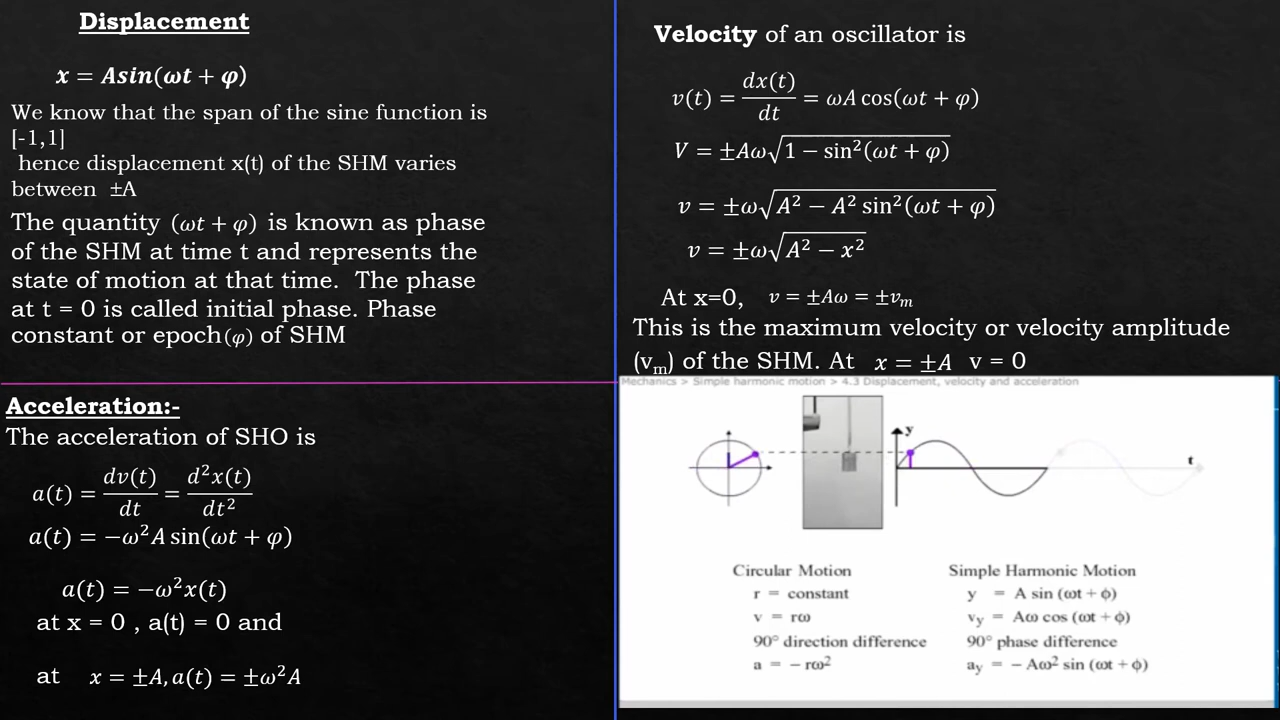 Displacement
x = Asin(ωt + φ)
We know that the span of the sine function is
[-1,1]
hence displacement x(t) of the SHM varies
between ±A
The quantity (ωt + φ) is known as phase
of the SHM at time t and represents the
state of motion at that time. The phase
at t = 0 is called initial phase. Phase
constant or epoch(φ) of SHM
Velocity of an oscillator is
v(t) = dx(t)/dt = ωA cos(ωt + φ)
V = ±Aω√(1 − sin²(ωt + φ))
v = ±ω√(A² − A² sin²(ωt + φ))
v = ±ω√(A² − x²)
At x=0, v = ±Aω = ±vₘ
This is the maximum velocity or velocity amplitude
(vₘ) of the SHM. At x = ±A v = 0
Acceleration:-
The acceleration of SHO is
a(t) = dv(t)/dt = d²x(t)/dt²
a(t) = −ω²A sin(ωt + φ)
a(t) = −ω²x(t)
at x = 0 , a(t) = 0 and
at x = ±A, a(t) = ±ω²A
Mechanics > Simple harmonic motion > 4.3 Displacement, velocity and acceleration
y
t
Circular Motion
r = constant
v = rω
90° direction difference
a = − rω²
Simple Harmonic Motion
y = A sin (ωt + ϕ)
vy = Aω cos (ωt + ϕ)
90° phase difference
ay = − Aω² sin (ωt + ϕ)